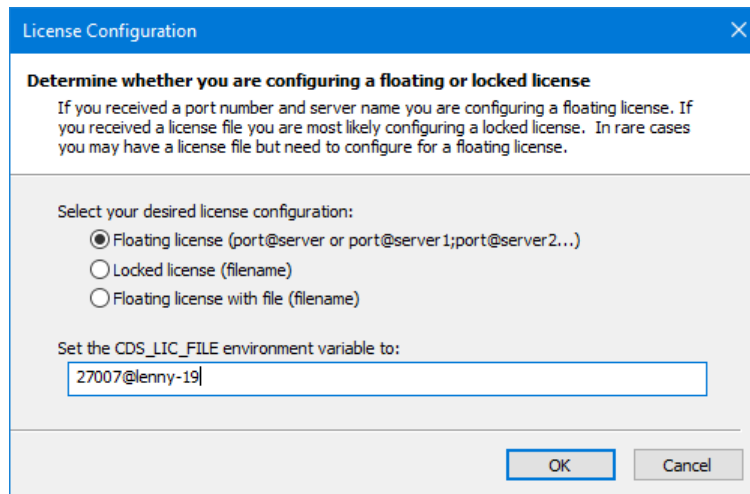 License Configuration
Determine whether you are configuring a floating or locked license
If you received a port number and server name you are configuring a floating license. If
you received a license file you are most likely configuring a locked license.  In rare cases
you may have a license file but need to configure for a floating license.
Select your desired license configuration:
Floating license (port@server or port@server1;port@server2...)
Locked license (filename)
Floating license with file (filename)
Set the CDS_LIC_FILE environment variable to:
27007@lenny-19
OK Cancel